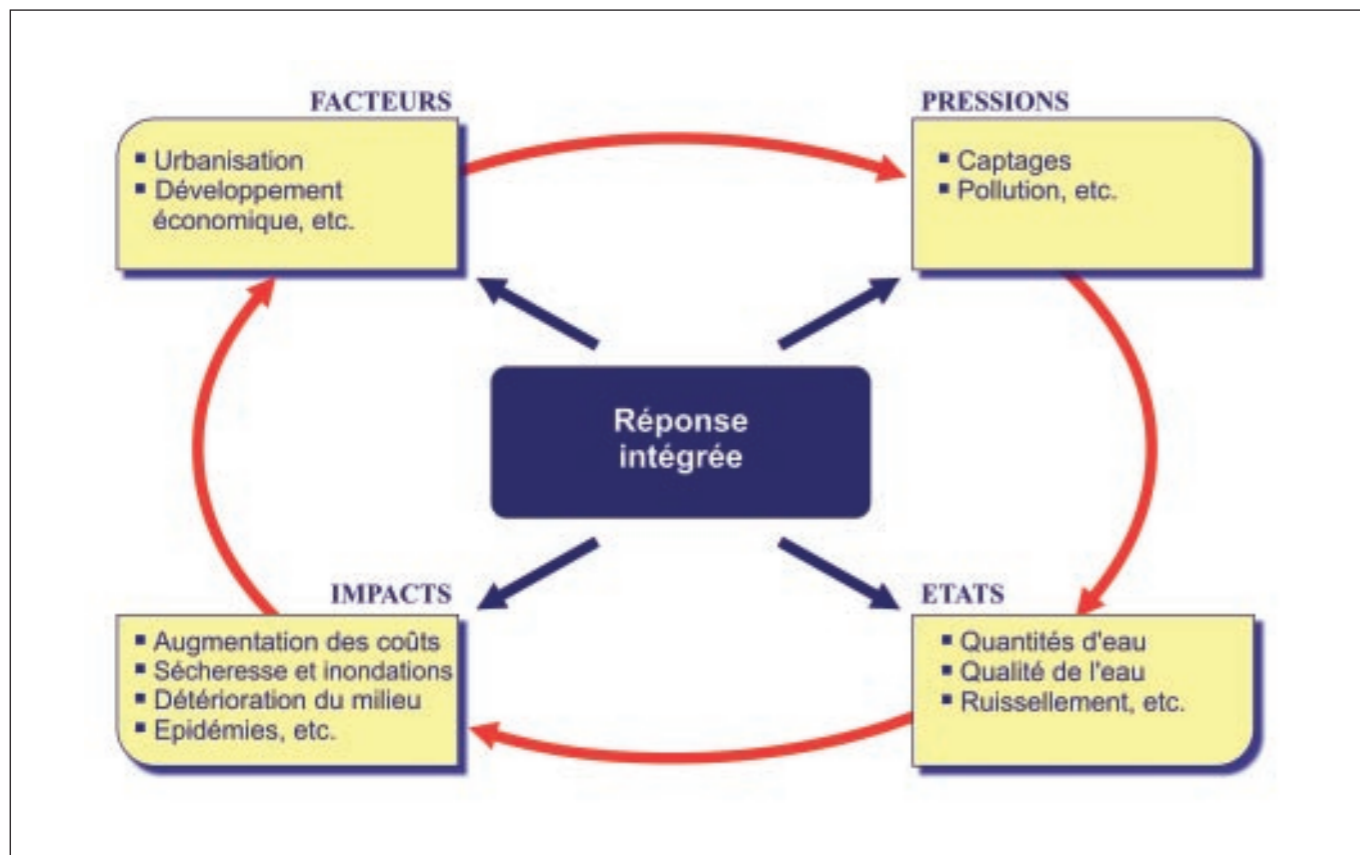 FACTEURS
▪ Urbanisation
▪ Développement
économique, etc.
PRESSIONS
▪ Captages
▪ Pollution, etc.
Réponse
intégrée
IMPACTS
▪ Augmentation des coûts
▪ Sécheresse et inondations
▪ Détérioration du milieu
▪ Epidémies, etc.
ETATS
▪ Quantités d'eau
▪ Qualité de l'eau
▪ Ruissellement, etc.